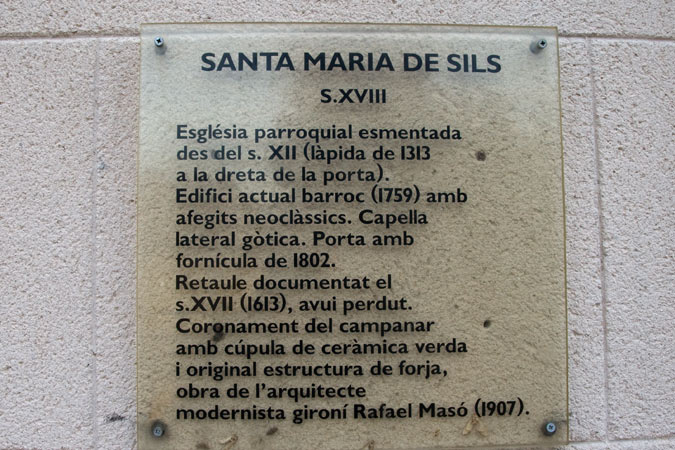 SANTA MARIA DE SILS
S.XVIII
Església parroquial esmentada
des del s. XII (làpida de 1313
a la dreta de la porta).
Edifici actual barroc (1759) amb
afegits neoclàssics. Capella
lateral gòtica. Porta amb
fornícula de 1802.
Retaule documentat el
s.XVII (1613), avui perdut.
Coronament del campanar
amb cúpula de ceràmica verda
i original estructura de forja,
obra de l'arquitecte
modernista gironí Rafael Masó (1907).